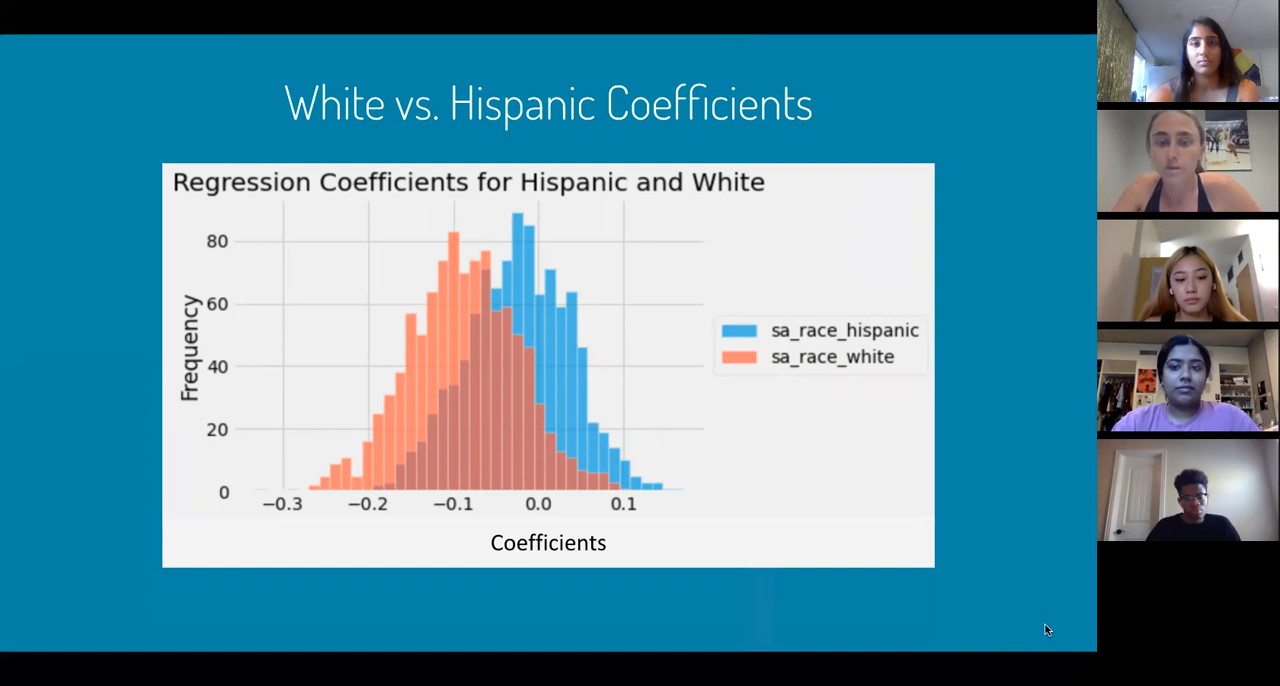 White vs. Hispanic Coefficients
Regression Coefficients for Hispanic and White
Frequency
80
60
40
20
0
−0.3 −0.2 −0.1 0.0 0.1
sa_race_hispanic
sa_race_white
Coefficients